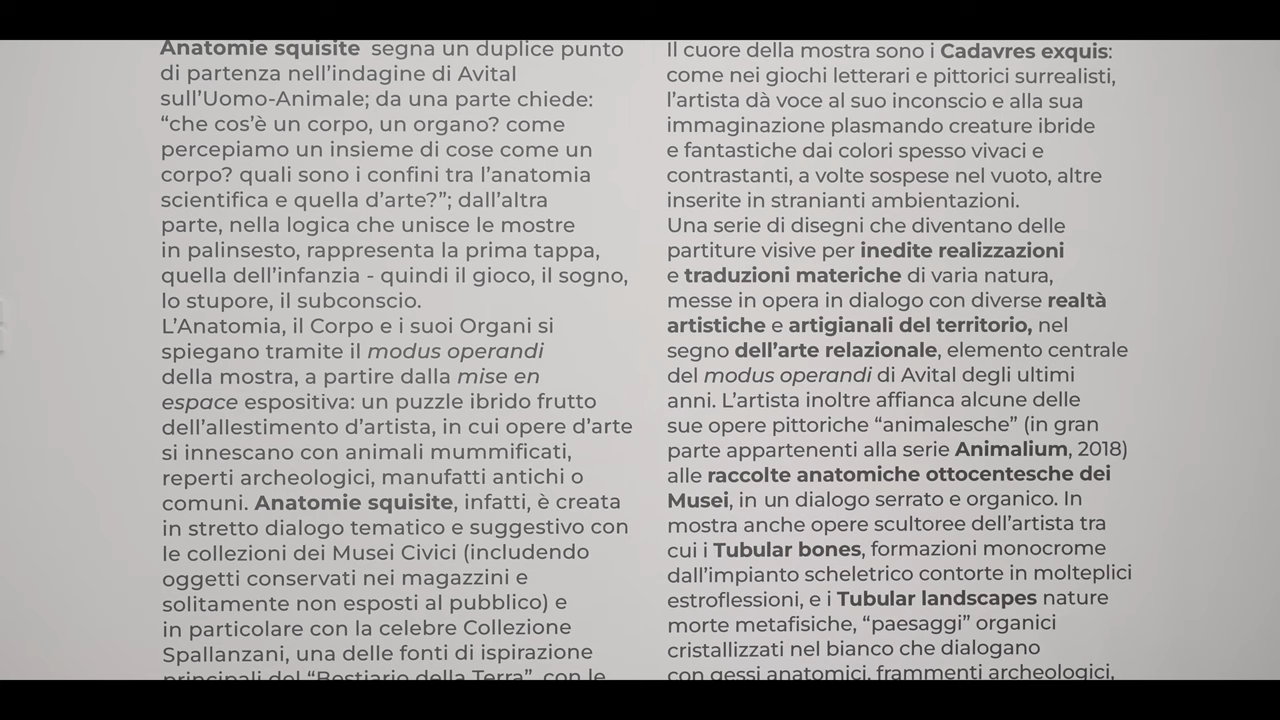 Anatomie squisite segna un duplice punto
di partenza nell'indagine di Avital
sull'Uomo-Animale; da una parte chiede:
“che cos'è un corpo, un organo? come
percepiamo un insieme di cose come un
corpo? quali sono i confini tra l'anatomia
scientifica e quella d'arte?”; dall'altra
parte, nella logica che unisce le mostre
in palinsesto, rappresenta la prima tappa,
quella dell'infanzia - quindi il gioco, il sogno,
lo stupore, il subconscio.
L'Anatomia, il Corpo e i suoi Organi si
spiegano tramite il modus operandi
della mostra, a partire dalla mise en
espace espositiva: un puzzle ibrido frutto
dell'allestimento d'artista, in cui opere d'arte
si innescano con animali mummificati,
reperti archeologici, manufatti antichi o
comuni. Anatomie squisite, infatti, è creata
in stretto dialogo tematico e suggestivo con
le collezioni dei Musei Civici (includendo
oggetti conservati nei magazzini e
solitamente non esposti al pubblico) e
in particolare con la celebre Collezione
Spallanzani, una delle fonti di ispirazione
principali del “Bestiario della Terra”, con le
Il cuore della mostra sono i Cadavres exquis:
come nei giochi letterari e pittorici surrealisti,
l'artista dà voce al suo inconscio e alla sua
immaginazione plasmando creature ibride
e fantastiche dai colori spesso vivaci e
contrastanti, a volte sospese nel vuoto, altre
inserite in stranianti ambientazioni.
Una serie di disegni che diventano delle
partiture visive per inedite realizzazioni
e traduzioni materiche di varia natura,
messe in opera in dialogo con diverse realtà
artistiche e artigianali del territorio, nel
segno dell'arte relazionale, elemento centrale
del modus operandi di Avital degli ultimi
anni. L'artista inoltre affianca alcune delle
sue opere pittoriche “animalesche” (in gran
parte appartenenti alla serie Animalium, 2018)
alle raccolte anatomiche ottocentesche dei
Musei, in un dialogo serrato e organico. In
mostra anche opere scultoree dell'artista tra
cui i Tubular bones, formazioni monocrome
dall'impianto scheletrico contorte in molteplici
estroflessioni, e i Tubular landscapes nature
morte metafisiche, “paesaggi” organici
cristallizzati nel bianco che dialogano
con gessi anatomici, frammenti archeologici,